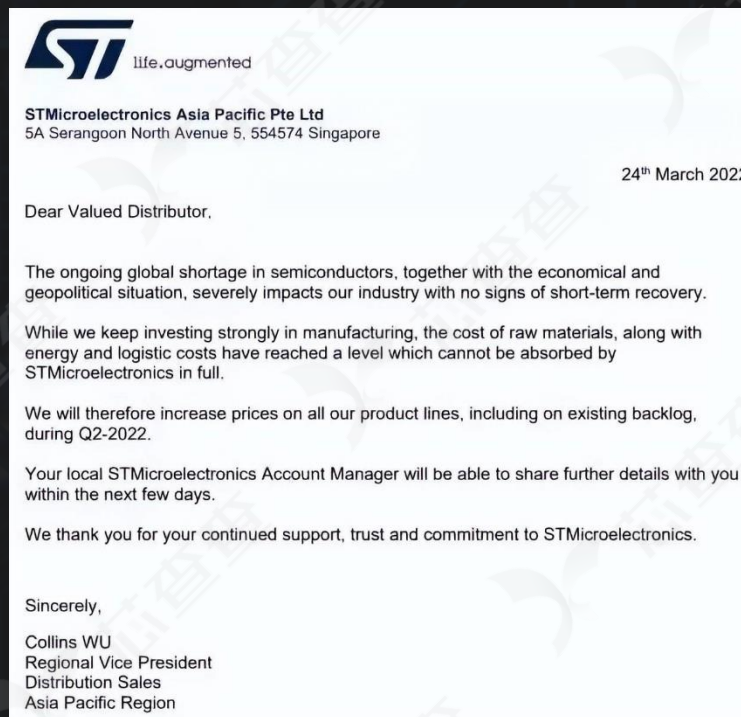 ST
life.augmented
STMicroelectronics Asia Pacific Pte Ltd
5A Serangoon North Avenue 5, 554574 Singapore
24th March 2022
Dear Valued Distributor,
The ongoing global shortage in semiconductors, together with the economical and
geopolitical situation, severely impacts our industry with no signs of short-term recovery.
While we keep investing strongly in manufacturing, the cost of raw materials, along with
energy and logistic costs have reached a level which cannot be absorbed by
STMicroelectronics in full.
We will therefore increase prices on all our product lines, including on existing backlog,
during Q2-2022.
Your local STMicroelectronics Account Manager will be able to share further details with you
within the next few days.
We thank you for your continued support, trust and commitment to STMicroelectronics.
Sincerely,
Collins WU
Regional Vice President
Distribution Sales
Asia Pacific Region
芯查查